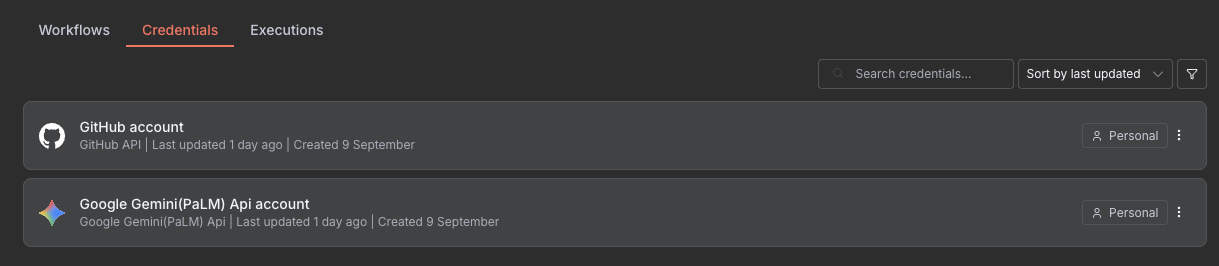 Workflows Credentials Executions
Search credentials... Sort by last updated
GitHub account
GitHub API | Last updated 1 day ago | Created 9 September
Personal
Google Gemini(PaLM) Api account
Google Gemini(PaLM) Api | Last updated 1 day ago | Created 9 September
Personal